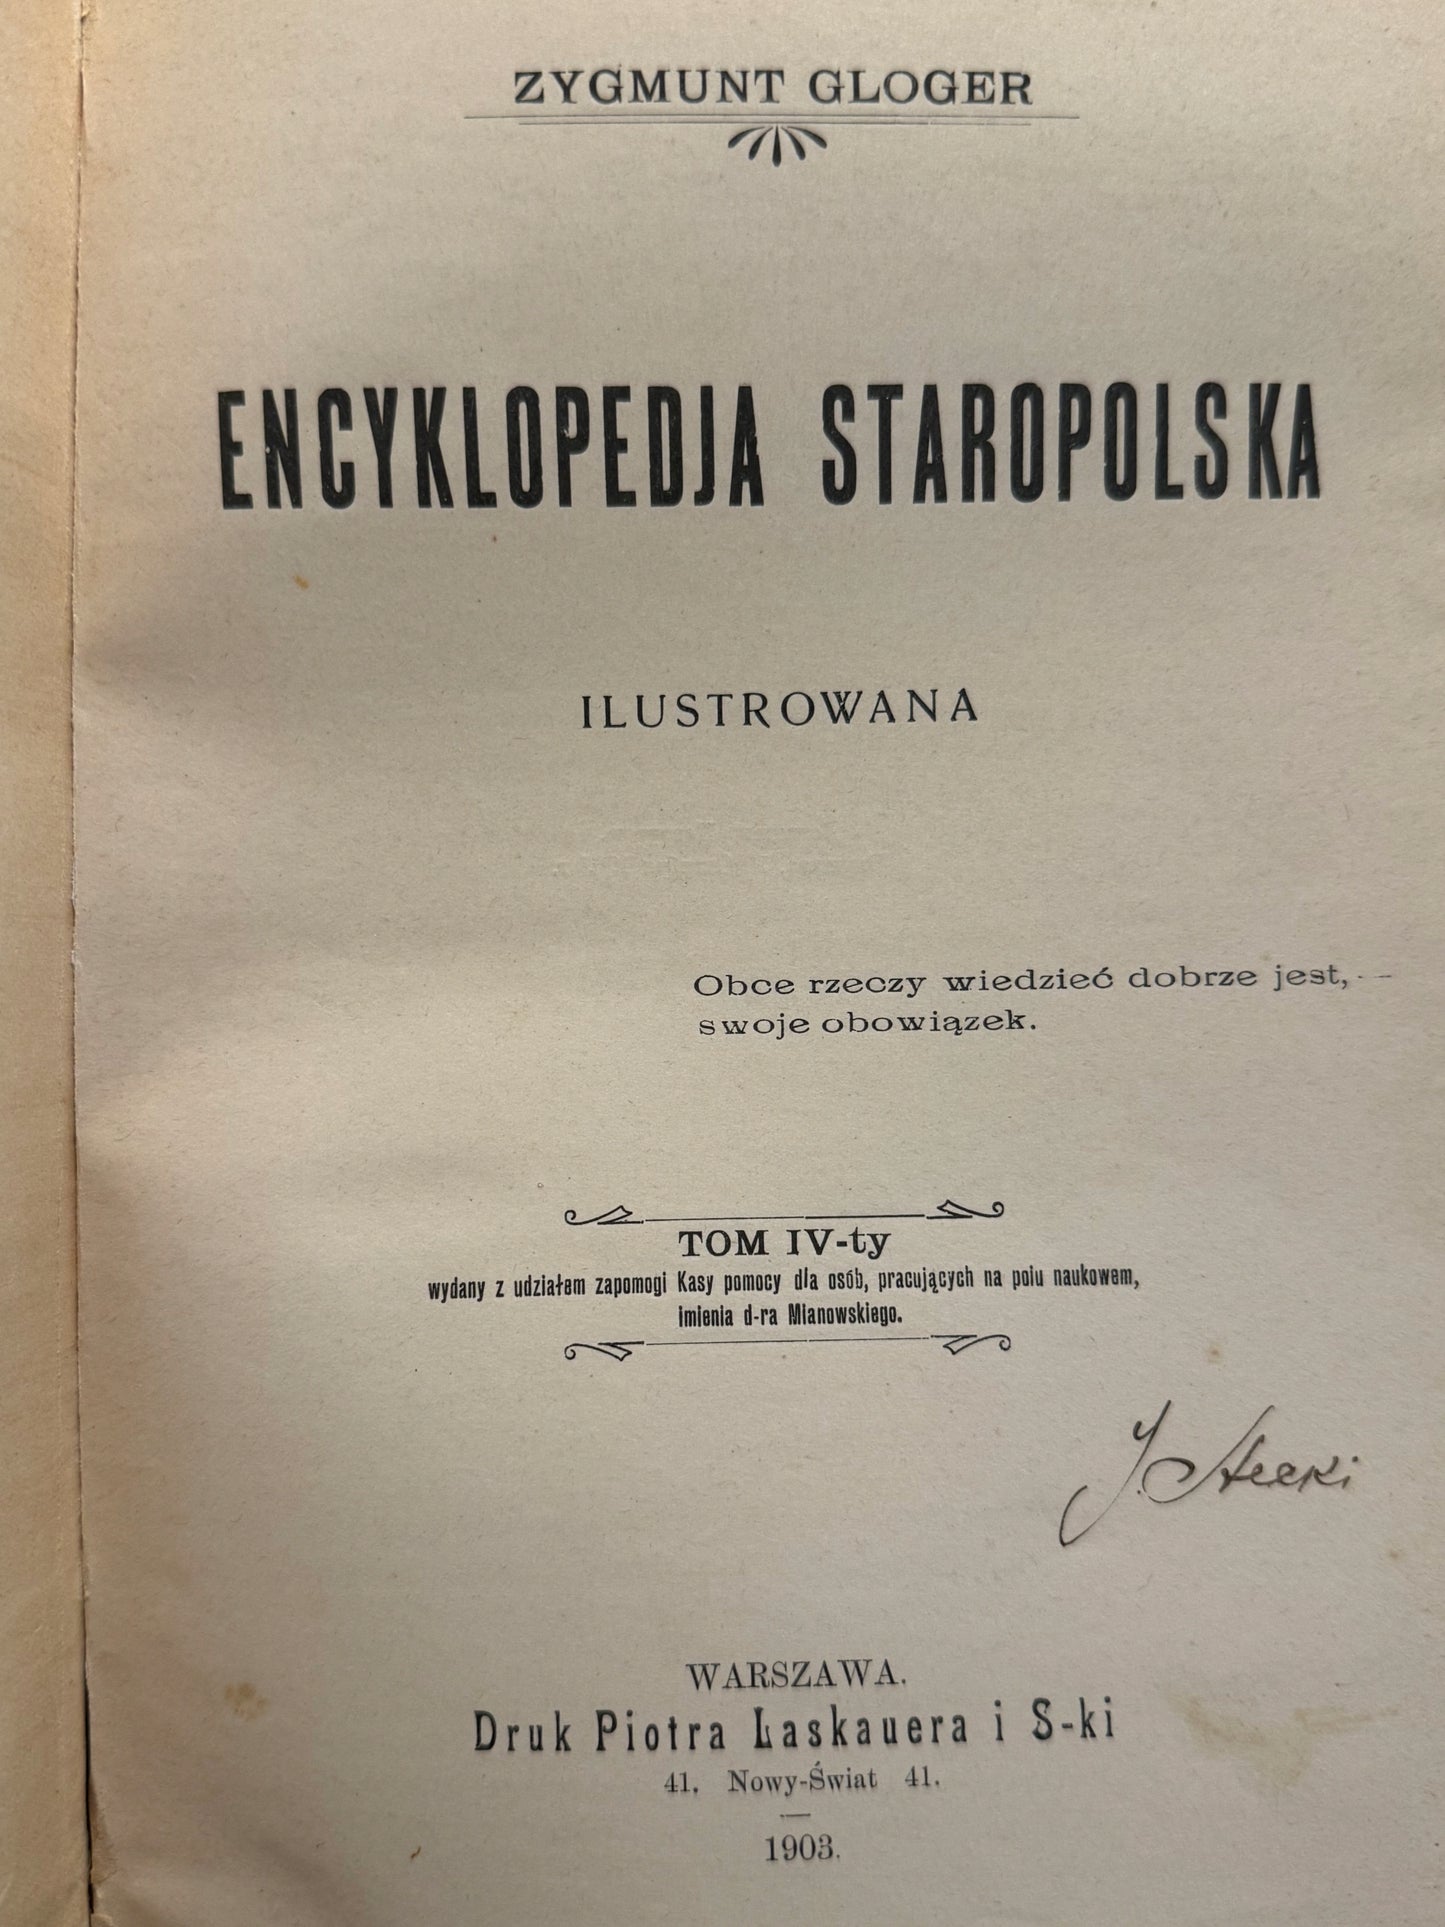 ZYGMUNT GLOGER
ENCYKLOPEDJA STAROPOLSKA
ILUSTROWANA
Obce rzeczy wiedzieć dobrze jest, —
swoje obowiązek.
TOM IV-ty
wydany z udziałem zapomogi Kasy pomocy dla osób, pracujących na polu naukowem,
imienia d-ra Mianowskiego.
J. Stecki
WARSZAWA.
Druk Piotra Laskauera i S-ki
41. Nowy-Świat 41.
1903.